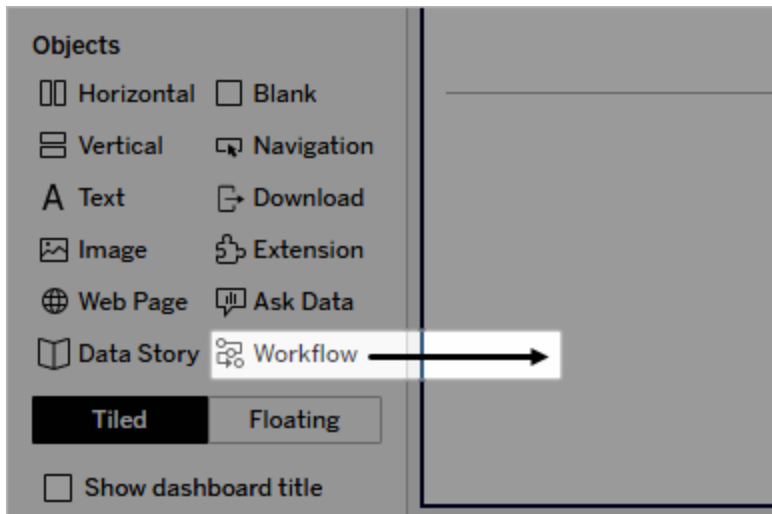 Objects
Horizontal Blank
Vertical Navigation
Text Download
Image Extension
Web Page Ask Data
Data Story Workflow
Tiled Floating
Show dashboard title